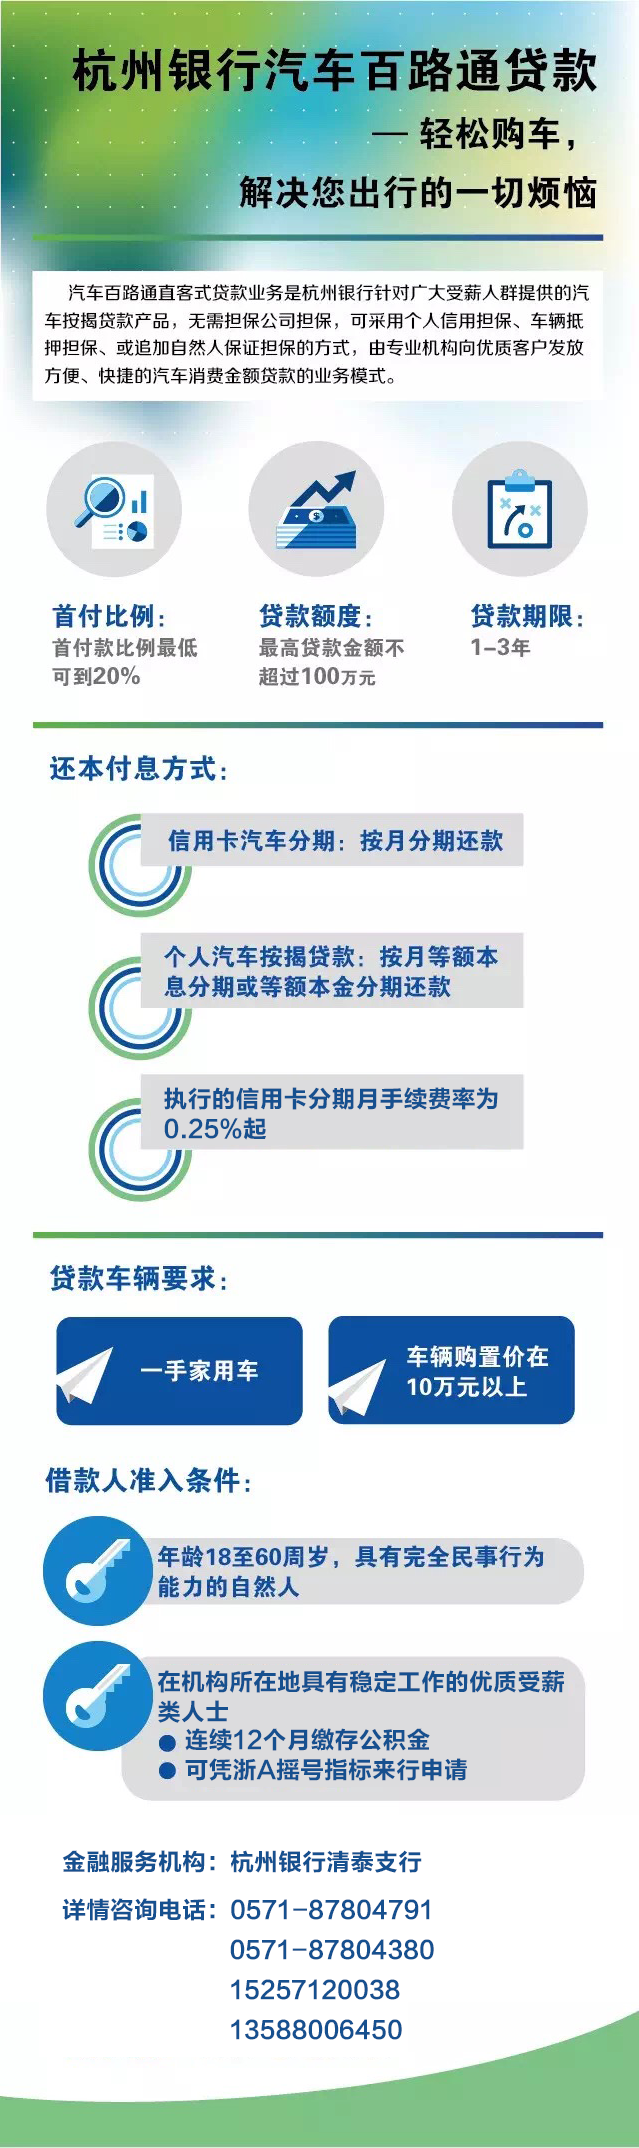 杭州银行汽车百路通贷款
— 轻松购车，
解决您出行的一切烦恼
汽车百路通直客式贷款业务是杭州银行针对广大受薪人群提供的汽
车按揭贷款产品，无需担保公司担保，可采用个人信用担保、车辆抵
押担保、或追加自然人保证担保的方式，由专业机构向优质客户发放
方便、快捷的汽车消费金额贷款的业务模式。
首付比例：
首付款比例最低
可到20%
贷款额度：
最高贷款金额不
超过100万元
贷款期限：
1-3年
还本付息方式：
信用卡汽车分期：按月分期还款
个人汽车按揭贷款：按月等额本
息分期或等额本金分期还款
执行的信用卡分期月手续费率为
0.25%起
贷款车辆要求：
一手家用车
车辆购置价在
10万元以上
借款人准入条件：
年龄18至60周岁，具有完全民事行为
能力的自然人
在机构所在地具有稳定工作的优质受薪
类人士
● 连续12个月缴存公积金
● 可凭浙A摇号指标来行申请
金融服务机构：杭州银行清泰支行
详情咨询电话：0571-87804791
0571-87804380
15257120038
13588006450